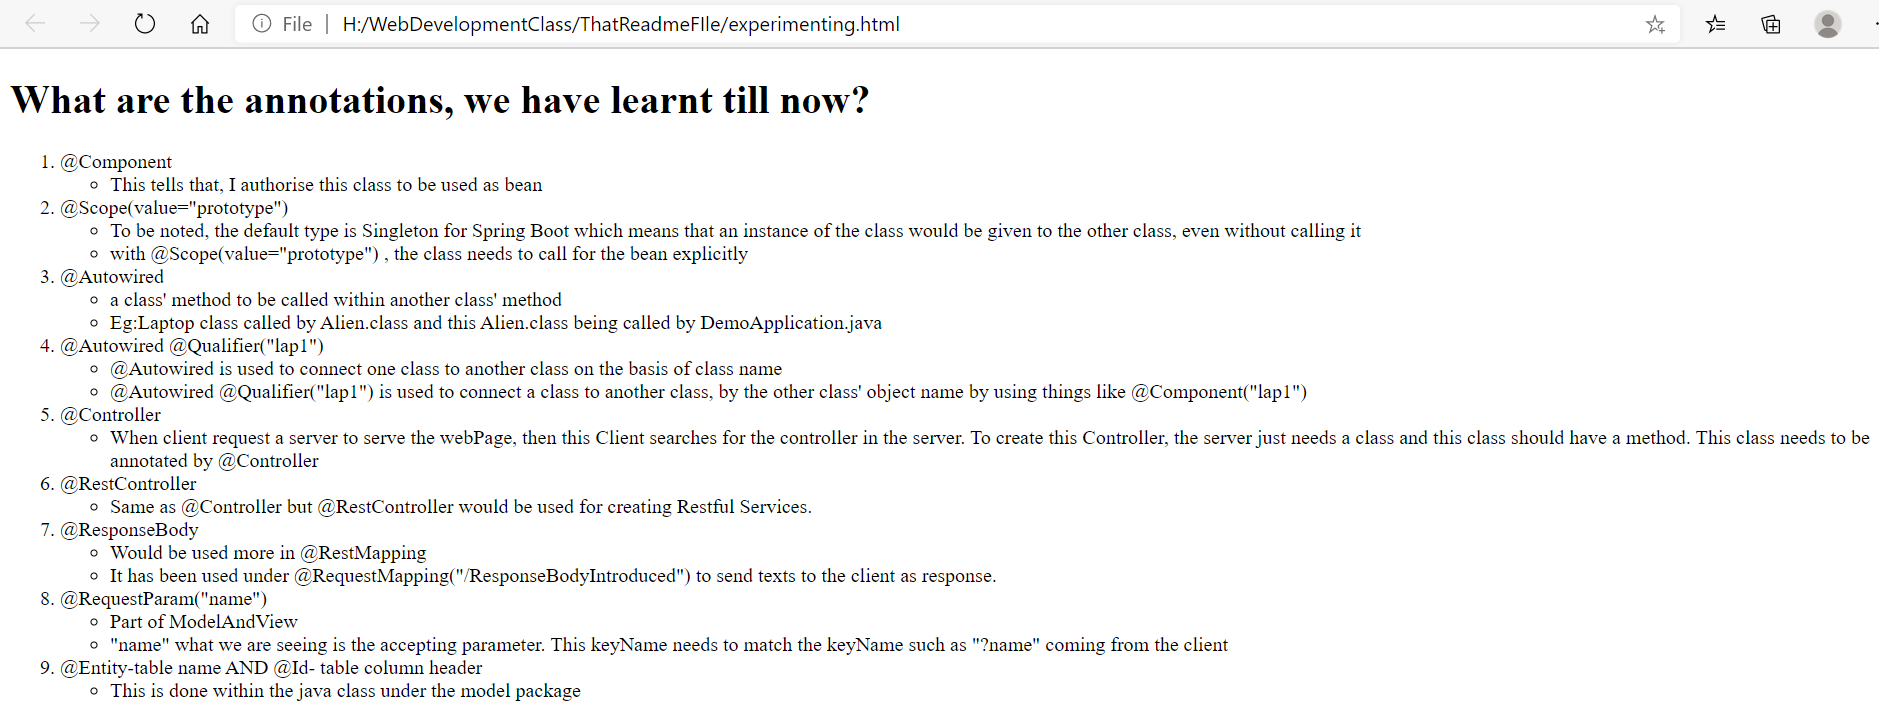 File | H:/WebDevelopmentClass/ThatReadmeFIle/experimenting.html
What are the annotations, we have learnt till now?
1. @Component
This tells that, I authorise this class to be used as bean
2. @Scope(value="prototype")
To be noted, the default type is Singleton for Spring Boot which means that an instance of the class would be given to the other class, even without calling it
with @Scope(value="prototype") , the class needs to call for the bean explicitly
3. @Autowired
a class' method to be called within another class' method
Eg:Laptop class called by Alien.class and this Alien.class being called by DemoApplication.java
4. @Autowired @Qualifier("lap1")
@Autowired is used to connect one class to another class on the basis of class name
@Autowired @Qualifier("lap1") is used to connect a class to another class, by the other class' object name by using things like @Component("lap1")
5. @Controller
When client request a server to serve the webPage, then this Client searches for the controller in the server. To create this Controller, the server just needs a class and this class should have a method. This class needs to be
annotated by @Controller
6. @RestController
Same as @Controller but @RestController would be used for creating Restful Services.
7. @ResponseBody
Would be used more in @RestMapping
It has been used under @RequestMapping("/ResponseBodyIntroduced") to send texts to the client as response.
8. @RequestParam("name")
Part of ModelAndView
"name" what we are seeing is the accepting parameter. This keyName needs to match the keyName such as "?name" coming from the client
9. @Entity-table name AND @Id- table column header
This is done within the java class under the model package